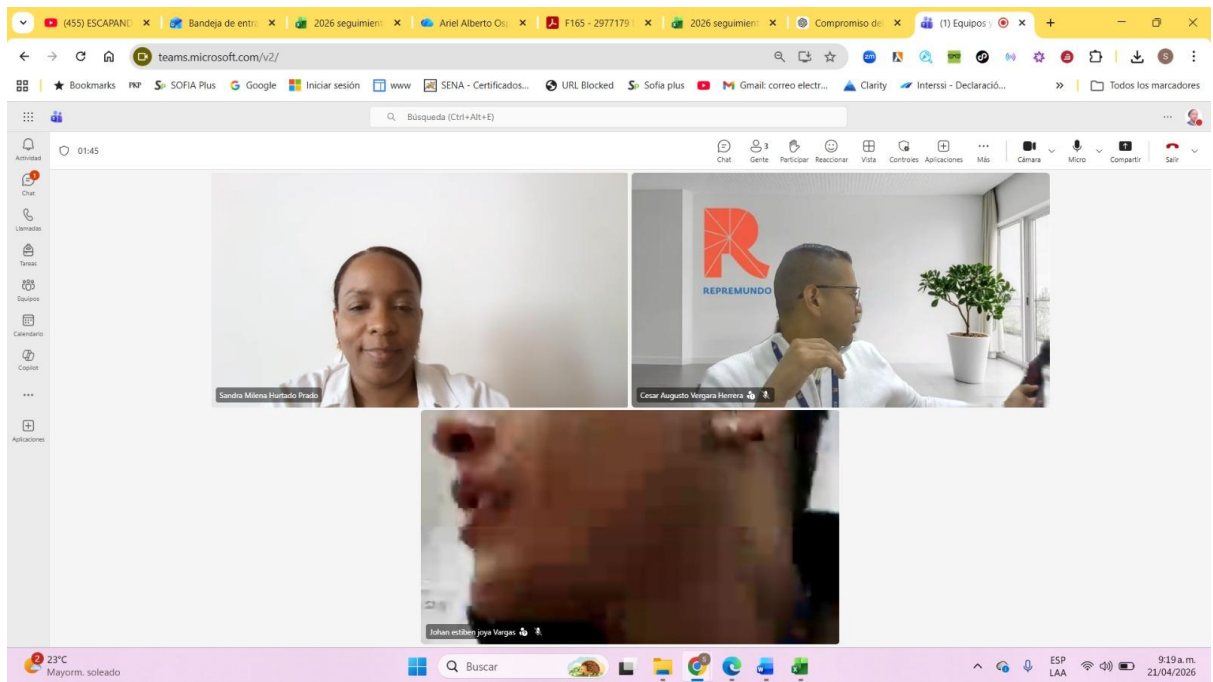 (455) ESCAPAND
Bandeja de entra
2026 seguimient
Ariel Alberto Os
F165 - 2977179
2026 seguimient
Compromiso de
(1) Equipos y
teams.microsoft.com/v2/
Bookmarks
SOFIA Plus
Google
Iniciar sesión
www
SENA - Certificados...
URL Blocked
Sofia plus
Gmail: correo electr...
Clarity
Interssi - Declaració...
Todos los marcadores
Búsqueda (Ctrl+Alt+E)
01:45
Chat
3
Gente
Participar
Reaccionar
Vista
Controles
Aplicaciones
Más
Cámara
Micro
Compartir
Salir
Actividad
1
Chat
Llamadas
Tareas
Equipos
Calendario
Copilot
Aplicaciones
R
REPREMUNDO
Sandra Milena Hurtado Prado
Cesar Augusto Vergara Herrera
Johan estiben joya Vargas
2
23°C
Mayorm. soleado
Buscar
ESP
LAA
9:19 a. m.
21/04/2026